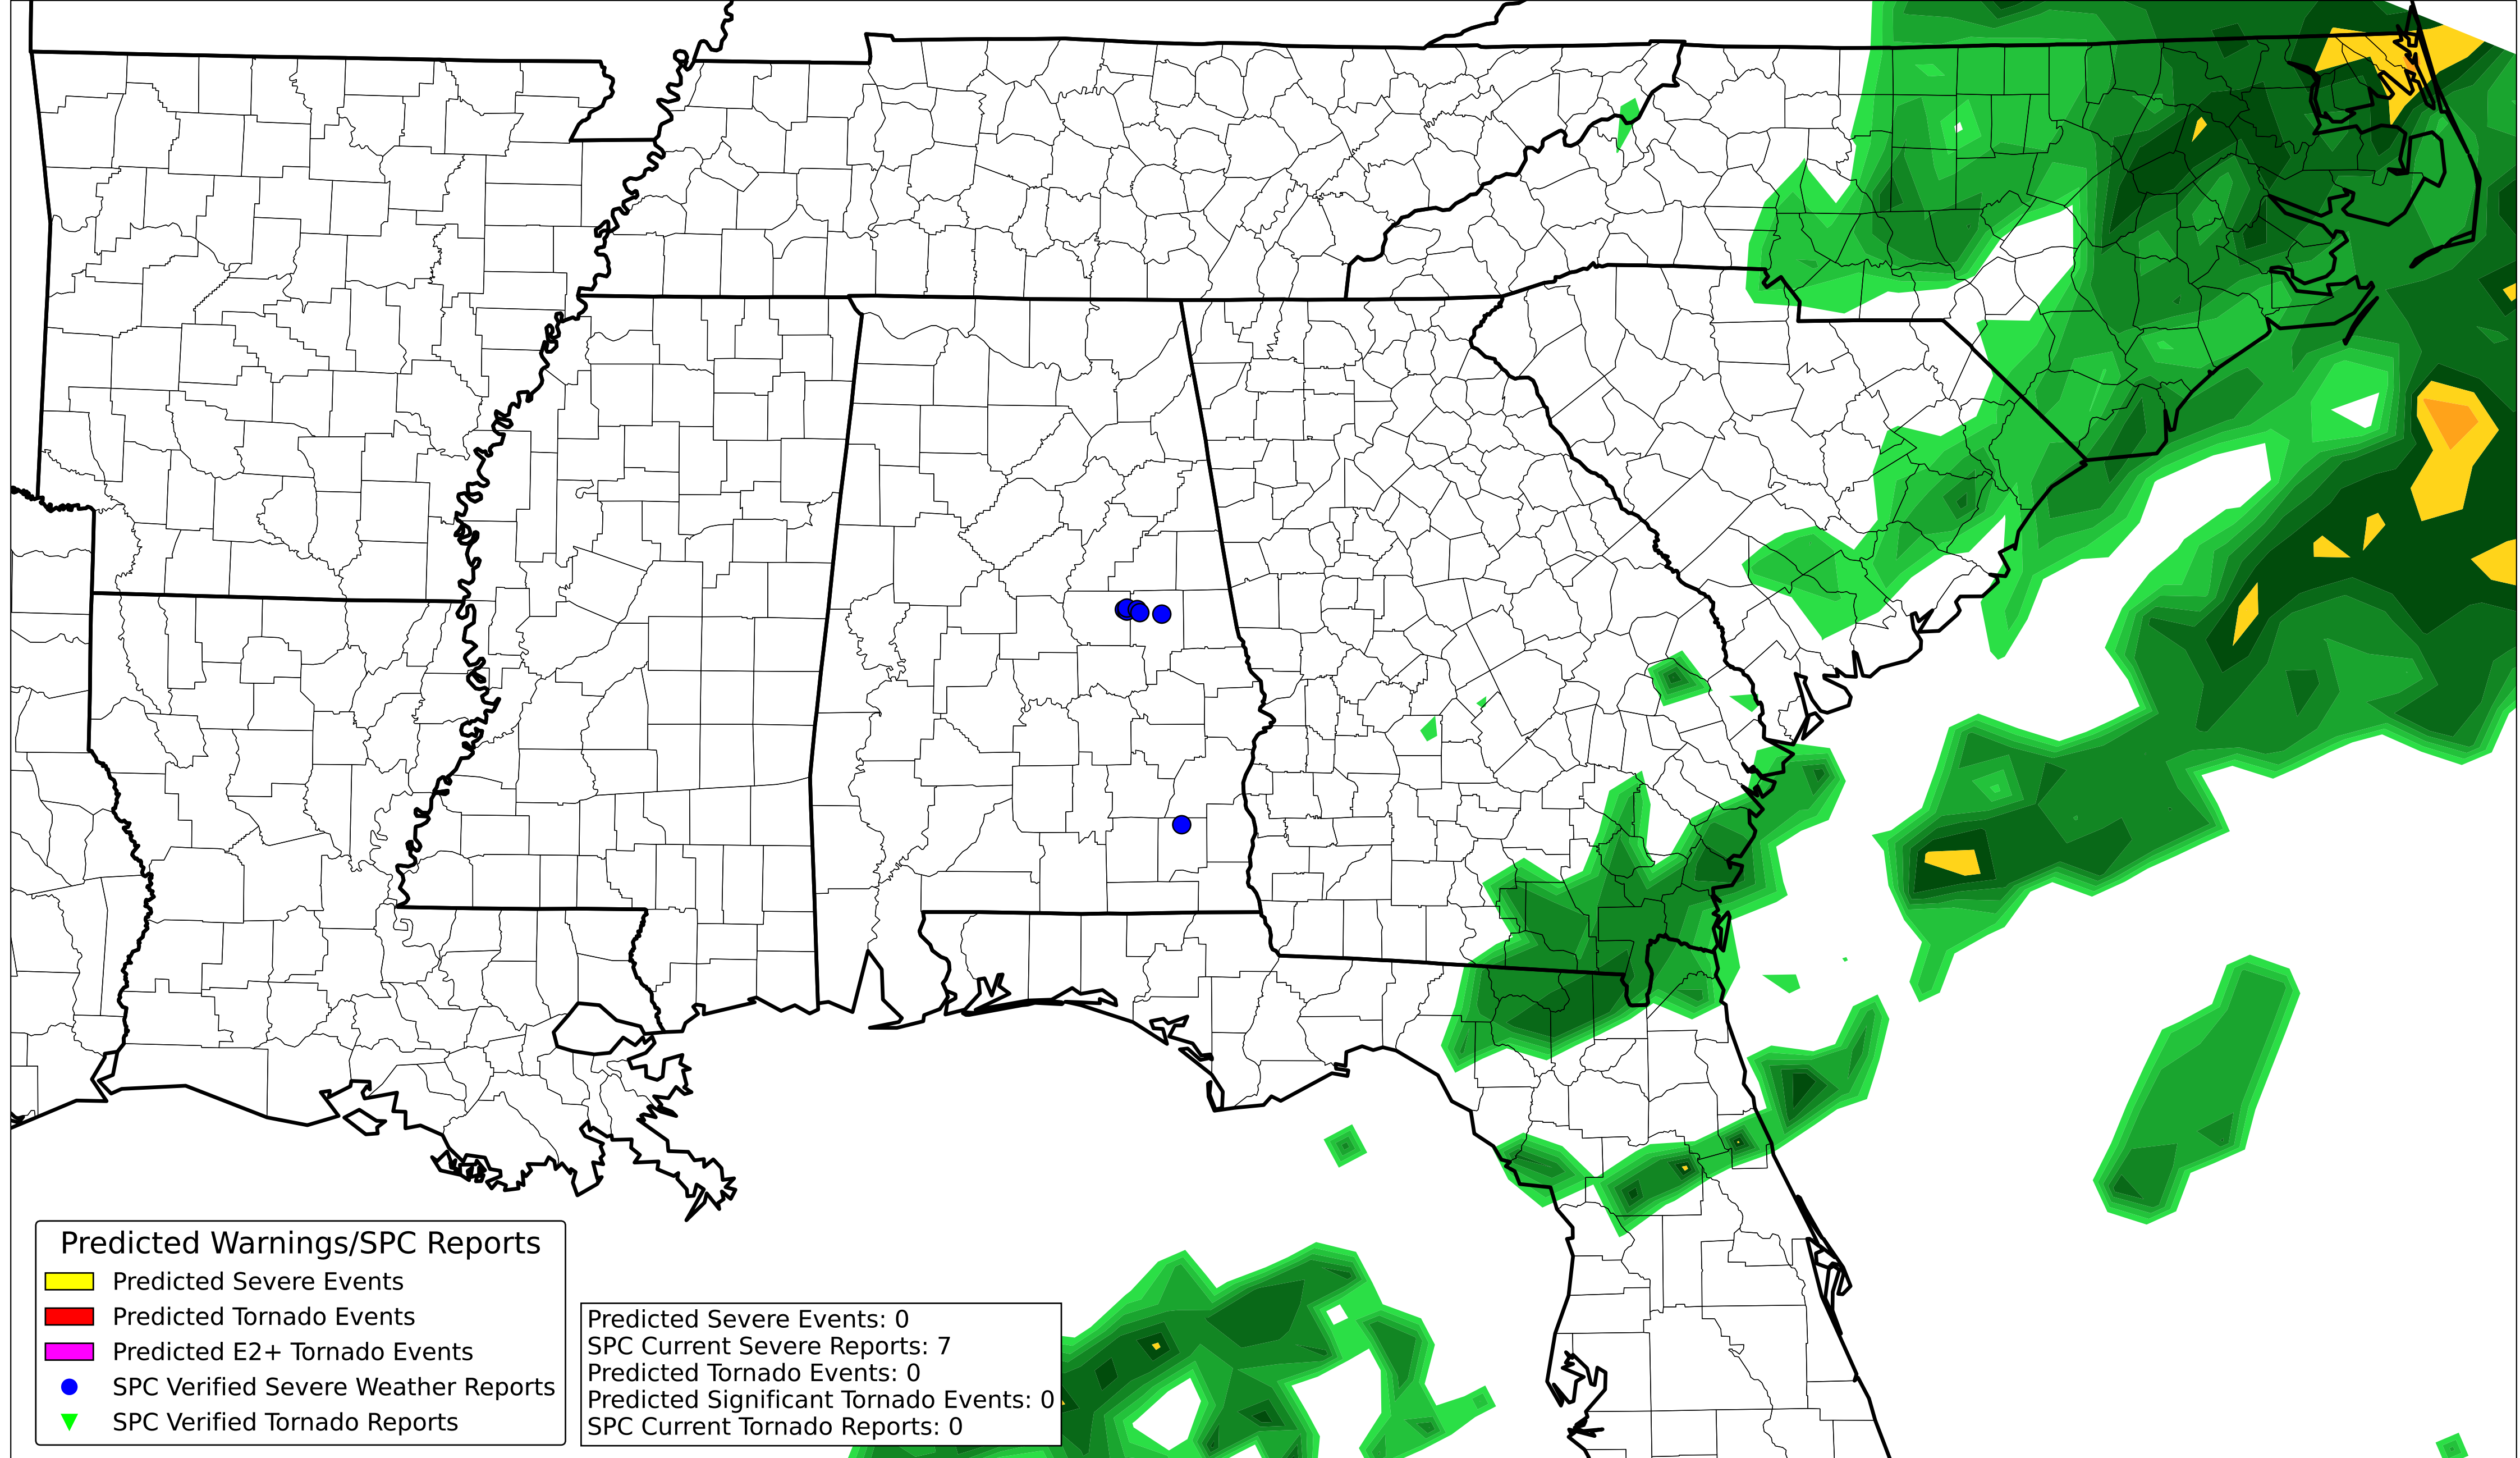 Predicted Warnings/SPC Reports
Predicted Severe Events
Predicted Tornado Events
Predicted E2+ Tornado Events
SPC Verified Severe Weather Reports
SPC Verified Tornado Reports
Predicted Severe Events: 0
SPC Current Severe Reports: 7
Predicted Tornado Events: 0
Predicted Significant Tornado Events: 0
SPC Current Tornado Reports: 0